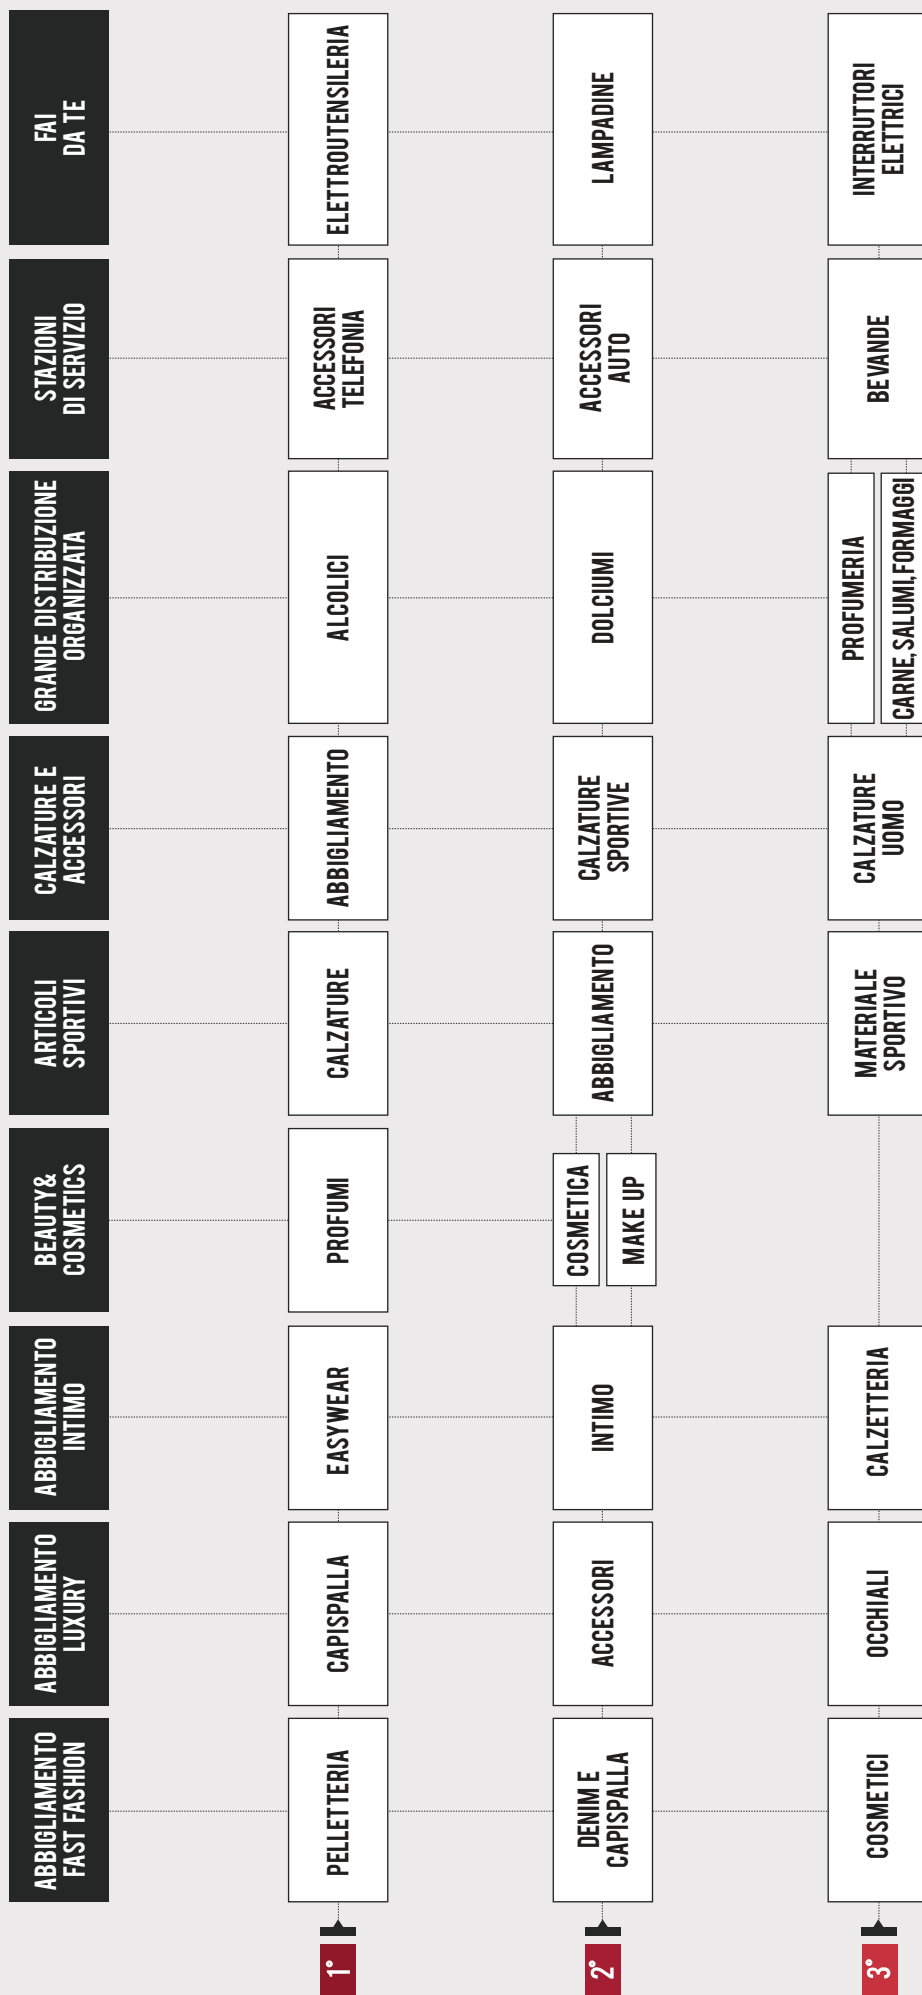 ABBIGLIAMENTO
FAST FASHION
ABBIGLIAMENTO
LUXURY
ABBIGLIAMENTO
INTIMO
BEAUTY&
COSMETICS
ARTICOLI
SPORTIVI
CALZATURE E
ACCESSORI
GRANDE DISTRIBUZIONE
ORGANIZZATA
STAZIONI
DI SERVIZIO
FAI
DA TE
1°
PELLETTERIA
CAPISPALLA
EASYWEAR
PROFUMI
CALZATURE
ABBIGLIAMENTO
ALCOLICI
ACCESSORI
TELEFONIA
ELETTROUTENSILERIA
2°
DENIM E
CAPISPALLA
ACCESSORI
INTIMO
COSMETICA
MAKE UP
ABBIGLIAMENTO
CALZATURE
SPORTIVE
DOLCIUMI
ACCESSORI
AUTO
LAMPADINE
3°
COSMETICI
OCCHIALI
CALZETTERIA
MATERIALE
SPORTIVO
CALZATURE
UOMO
PROFUMERIA
CARNE, SALUMI, FORMAGGI
BEVANDE
INTERRUTTORI
ELETTRICI